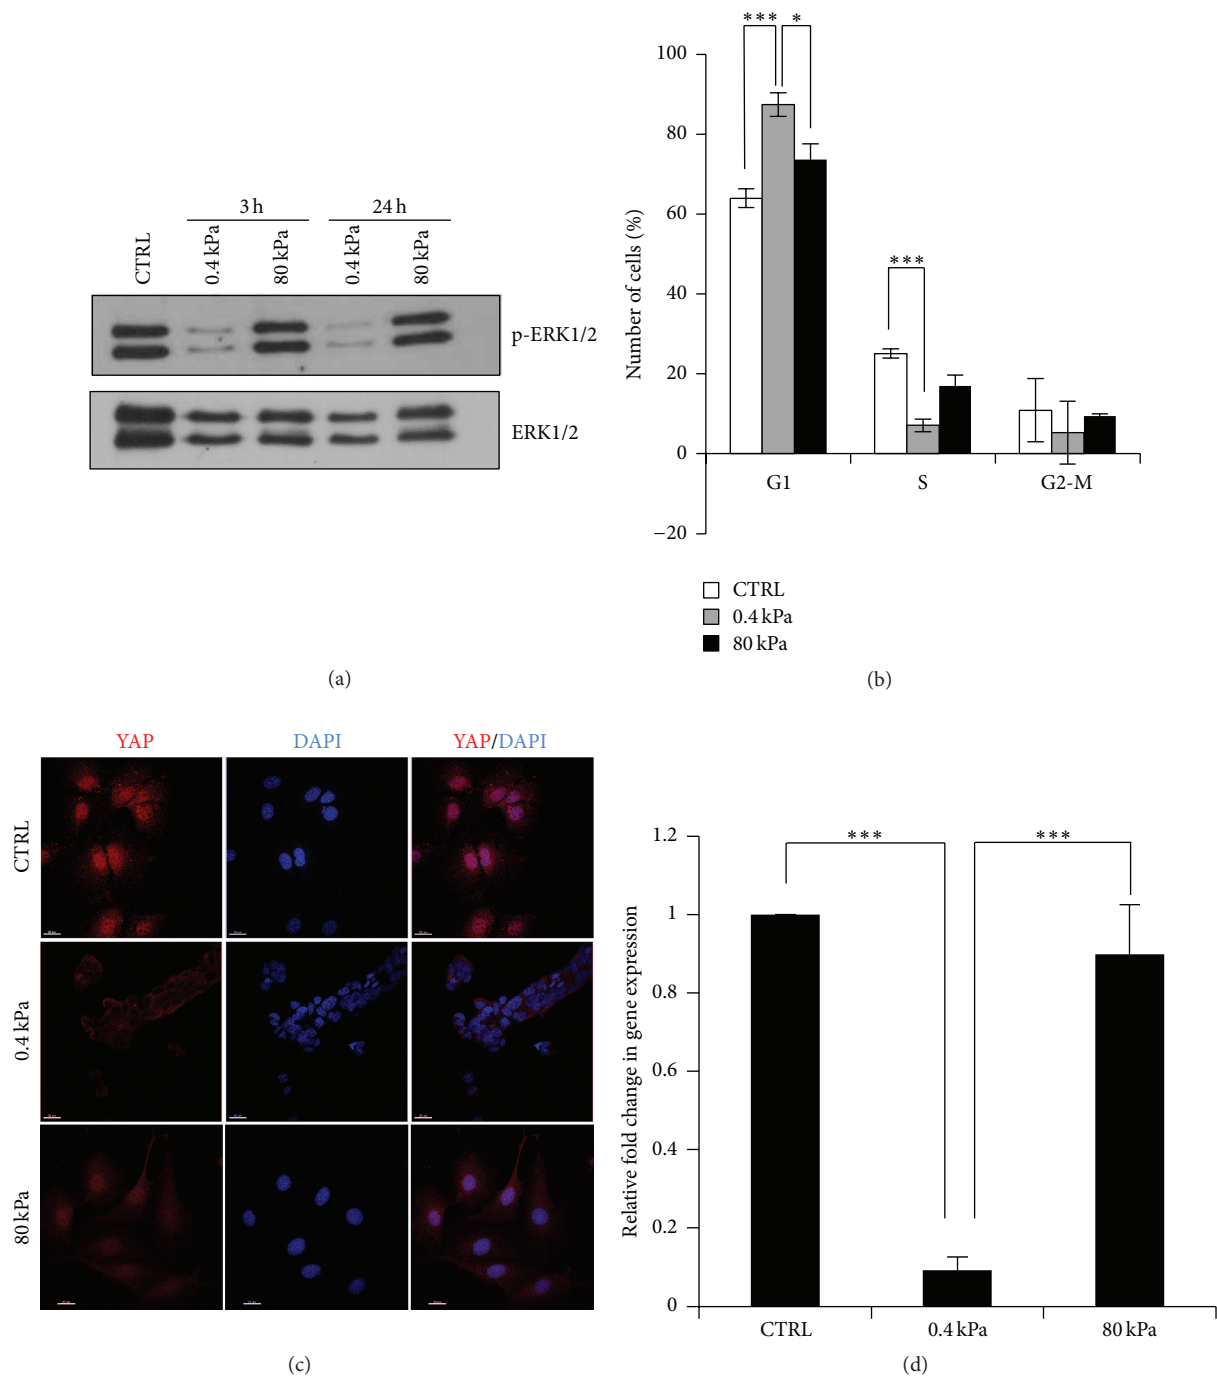 3 h
24 h
CTRL
0.4 kPa
80 kPa
0.4 kPa
80 kPa
p-ERK1/2
ERK1/2
(a)
Number of cells (%)
100
80
60
40
20
0
−20
***
*
***
G1
S
G2-M
CTRL
0.4 kPa
80 kPa
(b)
YAP
DAPI
YAP/DAPI
CTRL
0.4 kPa
80 kPa
(c)
Relative fold change in gene expression
1.2
1
0.8
0.6
0.4
0.2
0
***
***
CTRL
0.4 kPa
80 kPa
(d)